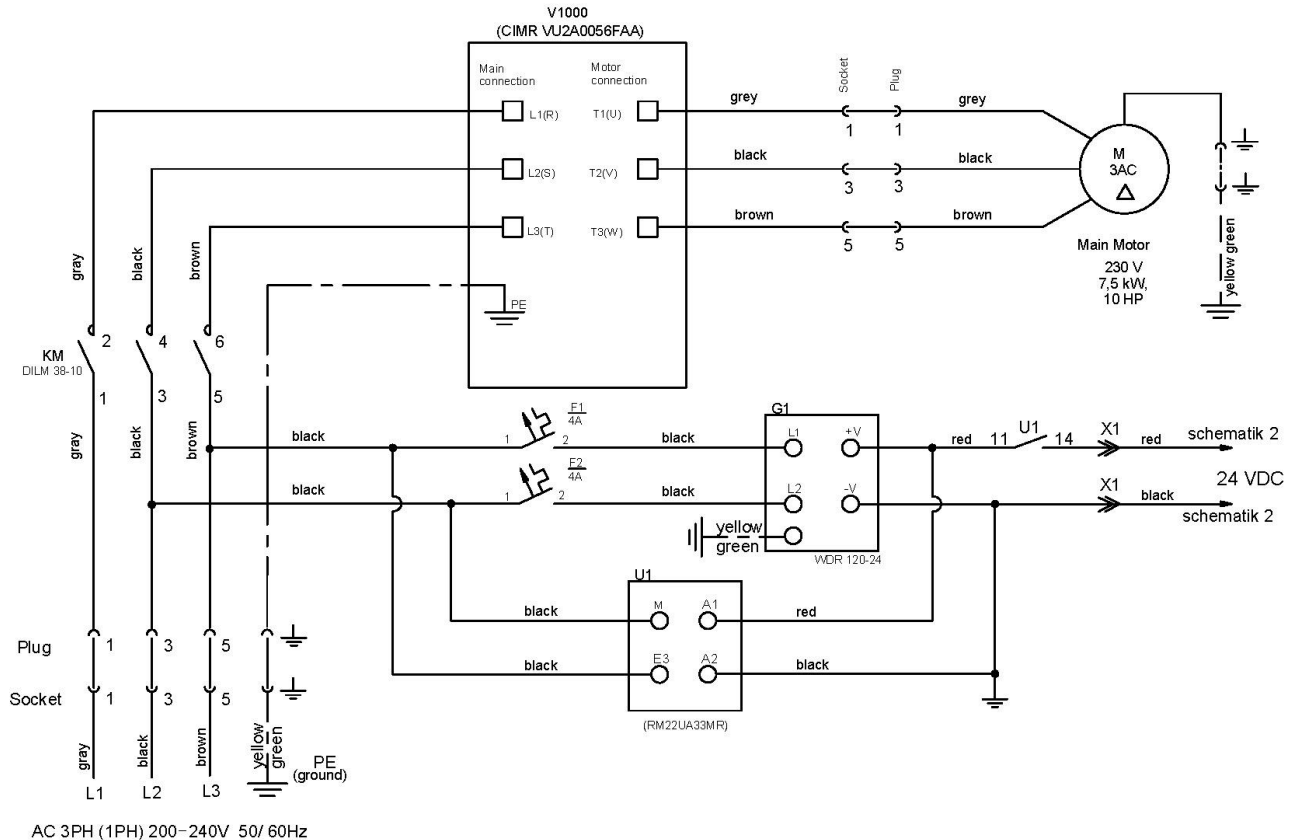 V1000
(CIMR VU2A0056FAA)
Main
connection
Motor
connection
Socket
Plug
L1(R)
T1(U)
grey
1
1
grey
L2(S)
T2(V)
black
3
3
black
L3(T)
T3(W)
brown
5
5
brown
M
3AC
Main Motor
230 V
7,5 kW,
10 HP
yellow green
gray
black
brown
PE
KM
DILM 38-10
2
4
6
1
3
5
gray
black
brown
black
1
F1
4A
2
black
G1
L1
+V
red
11
U1
14
X1
red
schematik 2
24 VDC
black
1
F2
4A
2
black
L2
-V
X1
black
schematik 2
yellow
green
WDR 120-24
U1
black
M
A1
red
black
E3
A2
black
(RM22UA33MR)
Plug
1
3
5
Socket
1
3
5
gray
black
brown
yellow
green
PE
(ground)
L1
L2
L3
AC 3PH (1PH) 200-240V 50/ 60Hz